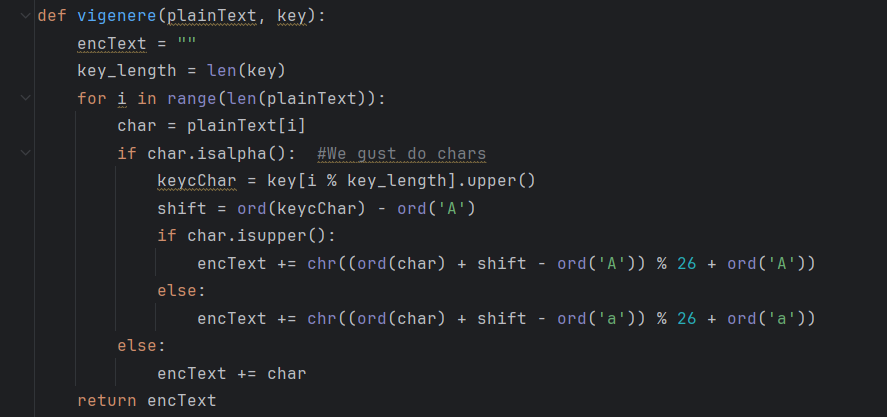 def vigenere(plainText, key):
    encText = ""
    key_length = len(key)
    for i in range(len(plainText)):
        char = plainText[i]
        if char.isalpha():  #We gust do chars
            keycChar = key[i % key_length].upper()
            shift = ord(keycChar) - ord('A')
            if char.isupper():
                encText += chr((ord(char) + shift - ord('A')) % 26 + ord('A'))
            else:
                encText += chr((ord(char) + shift - ord('a')) % 26 + ord('a'))
        else:
            encText += char
    return encText